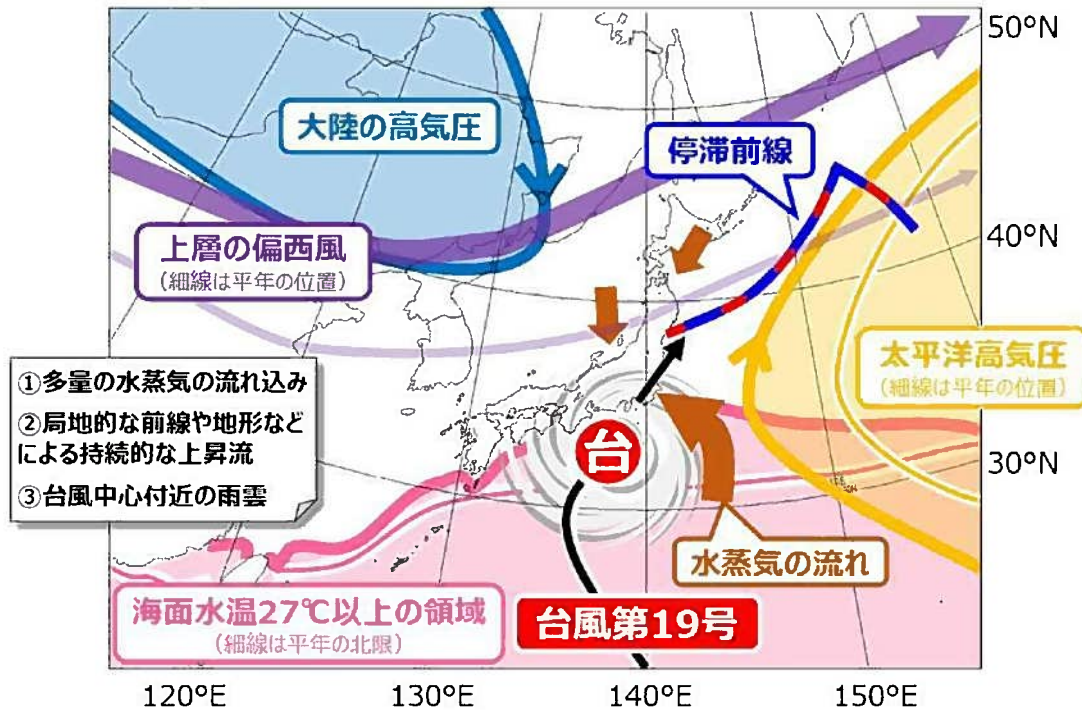 50°N
大陸の高気圧
停滞前線
40°N
上層の偏西風
(細線は平年の位置)
太平洋高気圧
(細線は平年の位置)
①多量の水蒸気の流れ込み
②局地的な前線や地形など
による持続的な上昇流
③台風中心付近の雨雲
台
30°N
水蒸気の流れ
海面水温27℃以上の領域
(細線は平年の北限)
台風第19号
120°E
130°E
140°E
150°E